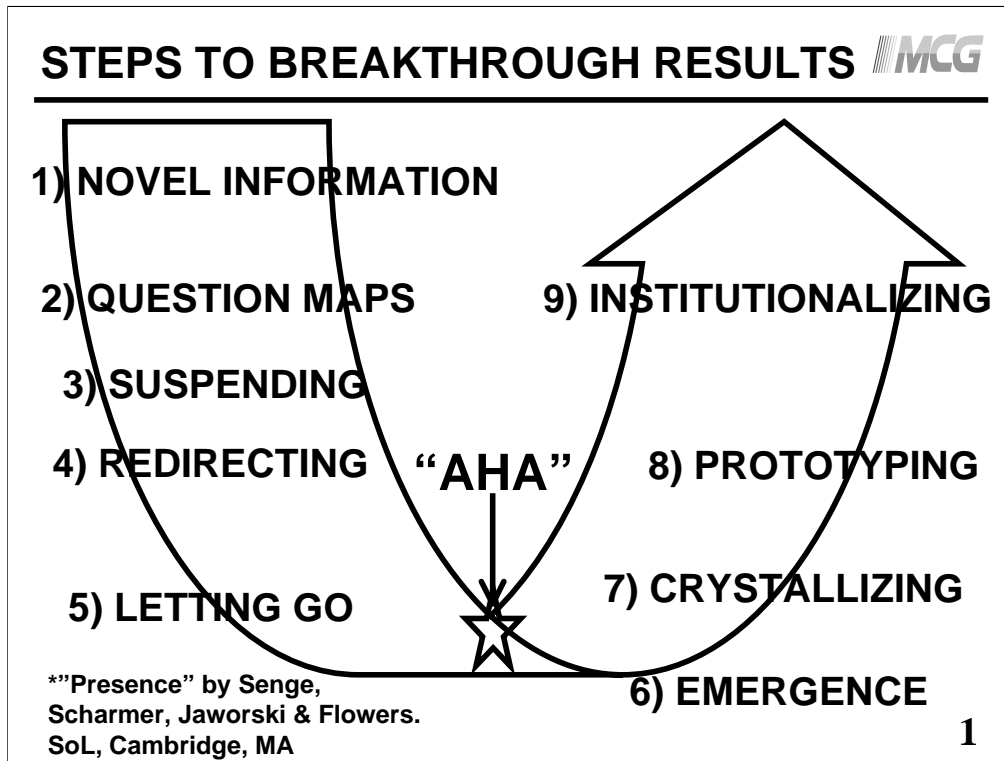 STEPS TO BREAKTHROUGH RESULTS
MCG
1) NOVEL INFORMATION
2) QUESTION MAPS
3) SUSPENDING
4) REDIRECTING
5) LETTING GO
“AHA”
6) EMERGENCE
7) CRYSTALLIZING
8) PROTOTYPING
9) INSTITUTIONALIZING
*”Presence” by Senge,
Scharmer, Jaworski & Flowers.
SoL, Cambridge, MA
1